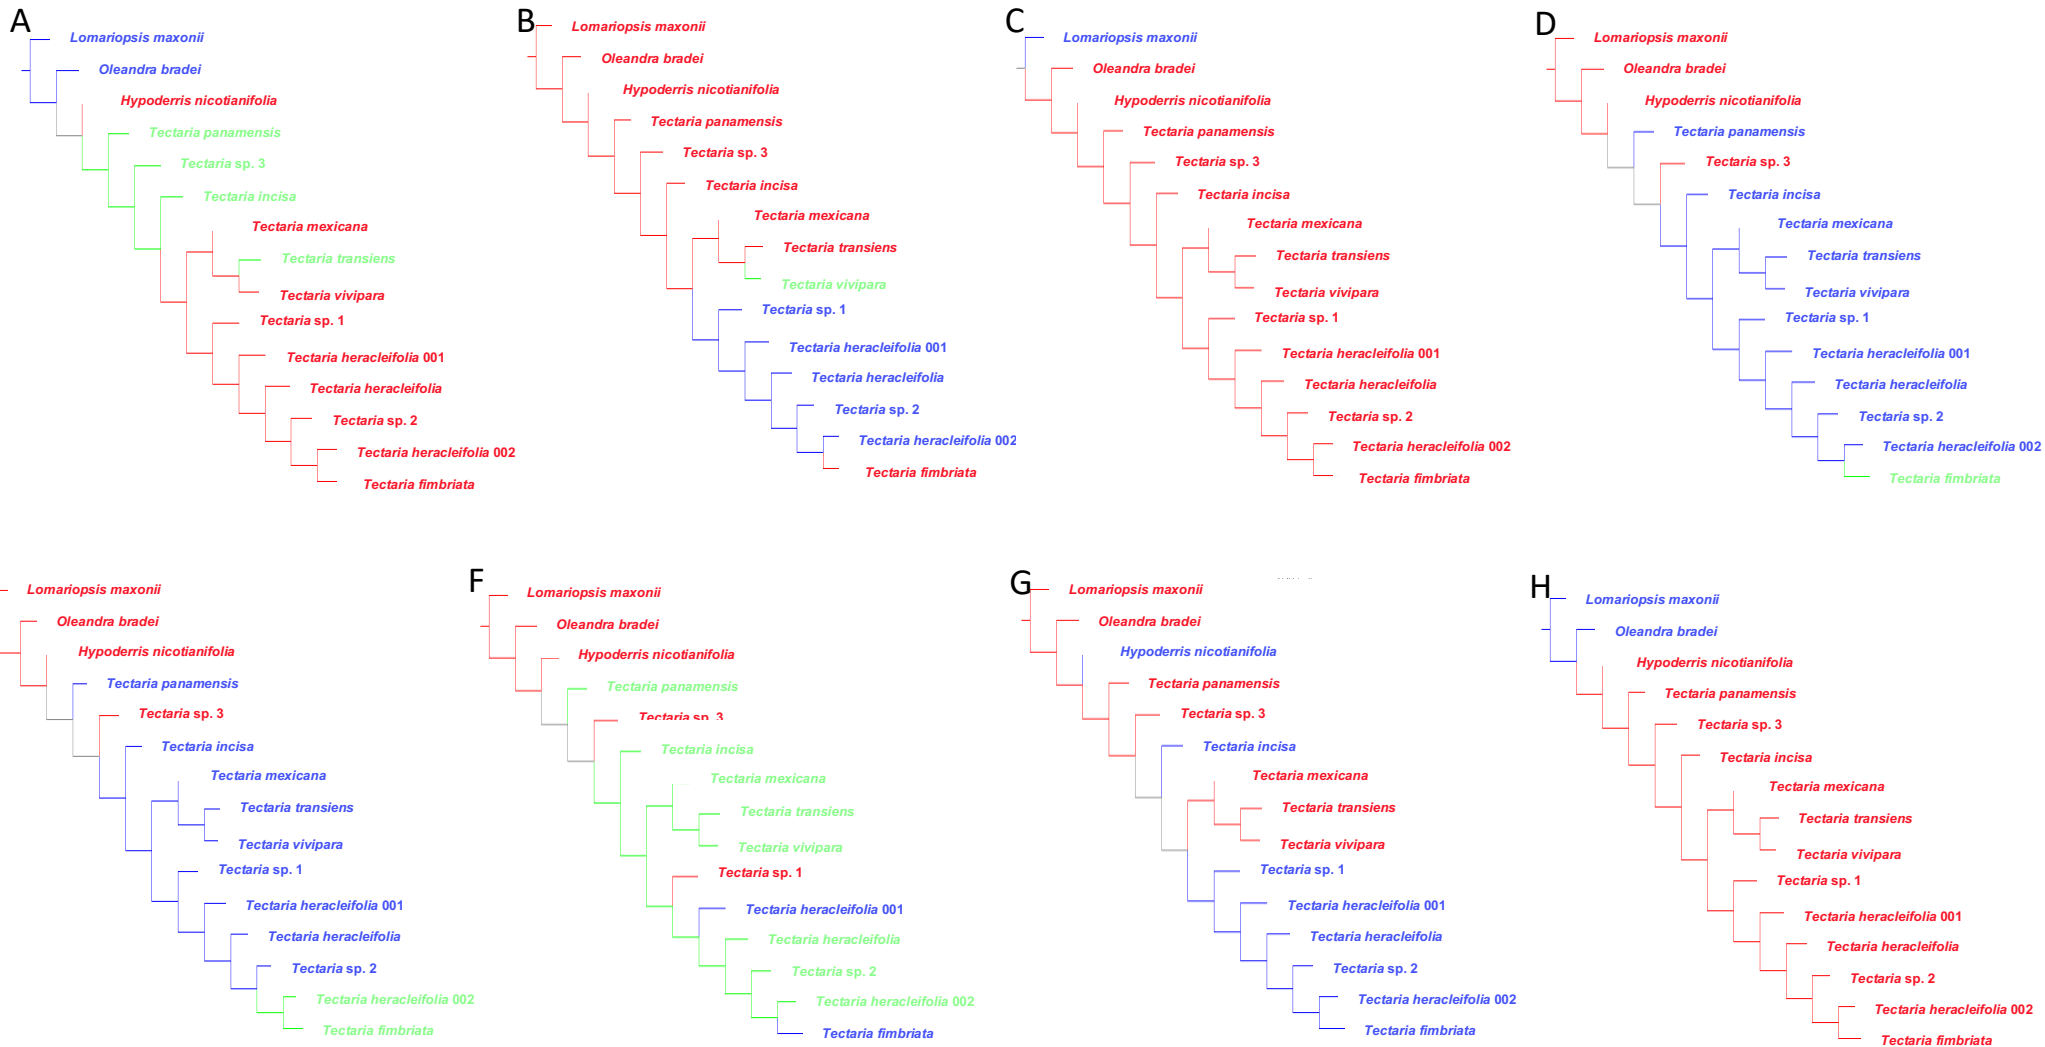 A
Lomariopsis maxonii
Oleandra bradei
Hypoderris nicotianifolia
Tectaria panamensis
Tectaria sp. 3
Tectaria incisa
Tectaria mexicana
Tectaria transiens
Tectaria vivipara
Tectaria sp. 1
Tectaria heracleifolia 001
Tectaria heracleifolia
Tectaria sp. 2
Tectaria heracleifolia 002
Tectaria fimbriata
B
Lomariopsis maxonii
Oleandra bradei
Hypoderris nicotianifolia
Tectaria panamensis
Tectaria sp. 3
Tectaria incisa
Tectaria mexicana
Tectaria transiens
Tectaria vivipara
Tectaria sp. 1
Tectaria heracleifolia 001
Tectaria heracleifolia
Tectaria sp. 2
Tectaria heracleifolia 002
Tectaria fimbriata
C
Lomariopsis maxonii
Oleandra bradei
Hypoderris nicotianifolia
Tectaria panamensis
Tectaria sp. 3
Tectaria incisa
Tectaria mexicana
Tectaria transiens
Tectaria vivipara
Tectaria sp. 1
Tectaria heracleifolia 001
Tectaria heracleifolia
Tectaria sp. 2
Tectaria heracleifolia 002
Tectaria fimbriata
D
Lomariopsis maxonii
Oleandra bradei
Hypoderris nicotianifolia
Tectaria panamensis
Tectaria sp. 3
Tectaria incisa
Tectaria mexicana
Tectaria transiens
Tectaria vivipara
Tectaria sp. 1
Tectaria heracleifolia 001
Tectaria heracleifolia
Tectaria sp. 2
Tectaria heracleifolia 002
Tectaria fimbriata
Lomariopsis maxonii
Oleandra bradei
Hypoderris nicotianifolia
Tectaria panamensis
Tectaria sp. 3
Tectaria incisa
Tectaria mexicana
Tectaria transiens
Tectaria vivipara
Tectaria sp. 1
Tectaria heracleifolia 001
Tectaria heracleifolia
Tectaria sp. 2
Tectaria heracleifolia 002
Tectaria fimbriata
F
Lomariopsis maxonii
Oleandra bradei
Hypoderris nicotianifolia
Tectaria panamensis
Tectaria sp. 3
Tectaria incisa
Tectaria mexicana
Tectaria transiens
Tectaria vivipara
Tectaria sp. 1
Tectaria heracleifolia 001
Tectaria heracleifolia
Tectaria sp. 2
Tectaria heracleifolia 002
Tectaria fimbriata
G
Lomariopsis maxonii
Oleandra bradei
Hypoderris nicotianifolia
Tectaria panamensis
Tectaria sp. 3
Tectaria incisa
Tectaria mexicana
Tectaria transiens
Tectaria vivipara
Tectaria sp. 1
Tectaria heracleifolia 001
Tectaria heracleifolia
Tectaria sp. 2
Tectaria heracleifolia 002
Tectaria fimbriata
H
Lomariopsis maxonii
Oleandra bradei
Hypoderris nicotianifolia
Tectaria panamensis
Tectaria sp. 3
Tectaria incisa
Tectaria mexicana
Tectaria transiens
Tectaria vivipara
Tectaria sp. 1
Tectaria heracleifolia 001
Tectaria heracleifolia
Tectaria sp. 2
Tectaria heracleifolia 002
Tectaria fimbriata